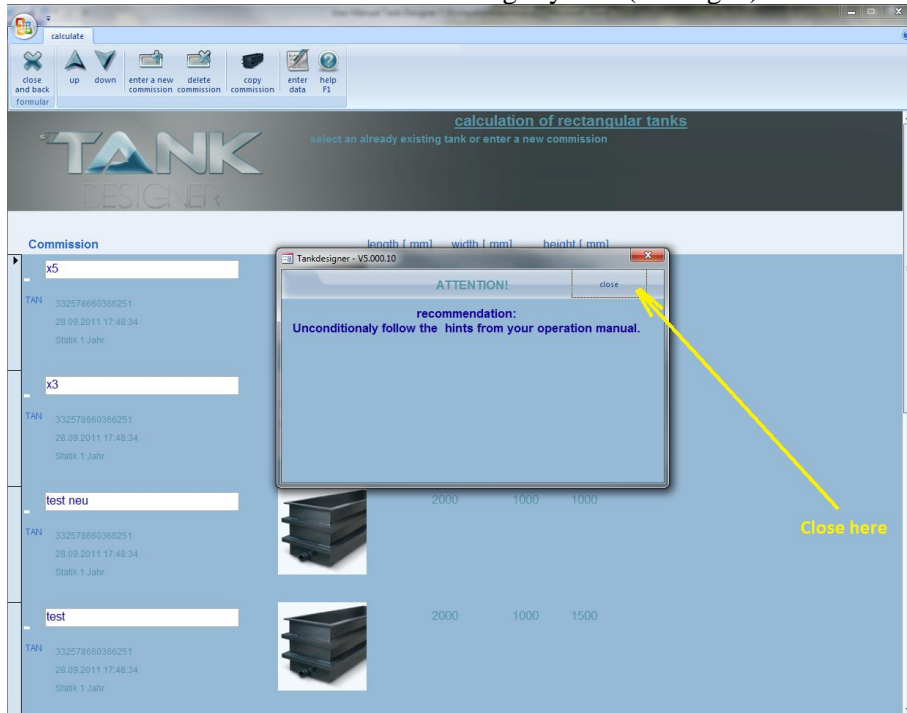 calculate
close and back
up
down
enter a new commission
delete commission
copy commission
enter data
help F1
formular
TANK
DESIGNER
calculation of rectangular tanks
select an already existing tank or enter a new commission
Commission length [ mm] width [ mm] height [ mm]
Tankdesigner - V5.000.10
ATTENTION! close
recommendation:
Unconditionaly follow the hints from your operation manual.
x5
TAN 332578660366251
28.09.2011 17:48:34
Statik 1 Jahr
x3
TAN 332578660366251
28.09.2011 17:48:34
Statik 1 Jahr
test neu 2000 1000 1000
Close here
TAN 332578660366251
28.09.2011 17:48:34
Statik 1 Jahr
test 2000 1000 1500
TAN 332578660366251
28.09.2011 17:48:34
Statik 1 Jahr